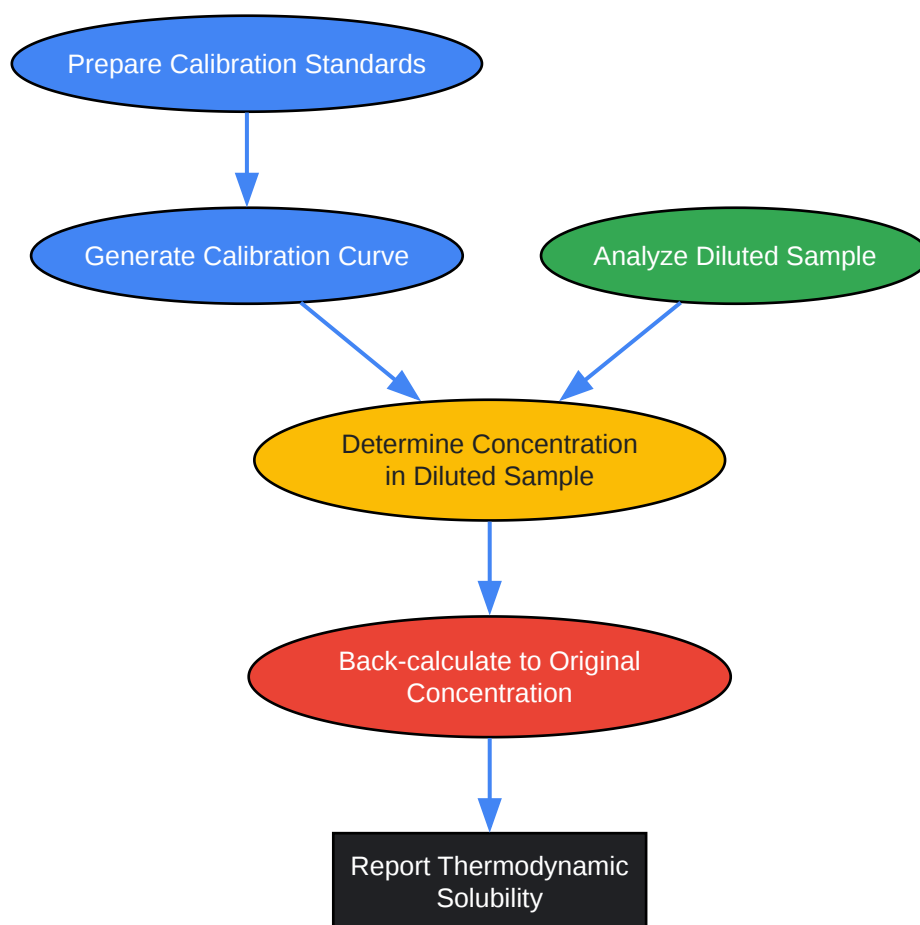 Prepare Calibration Standards
Generate Calibration Curve
Analyze Diluted Sample
Determine Concentration
in Diluted Sample
Back-calculate to Original
Concentration
Report Thermodynamic
Solubility